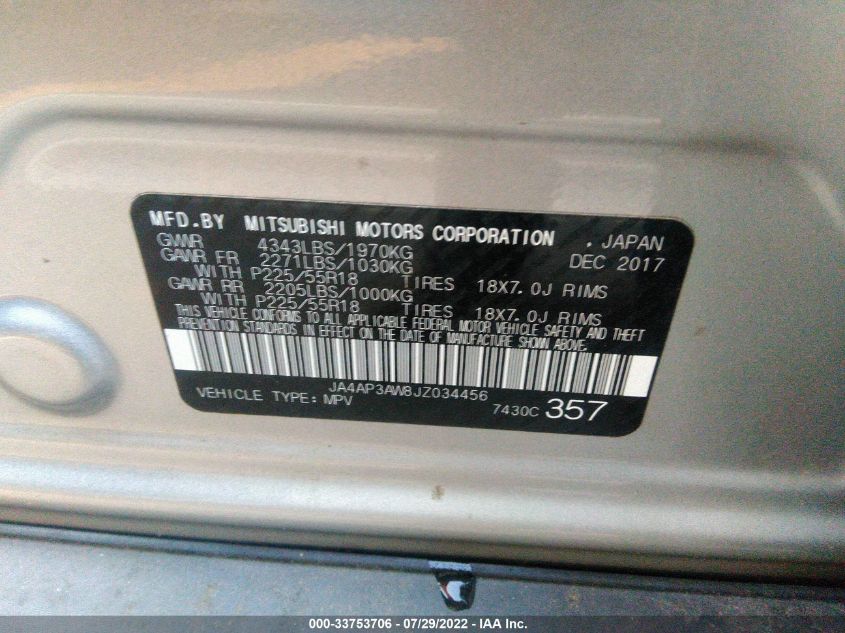 MFD.BY MITSUBISHI MOTORS CORPORATION . JAPAN
GVWR 4343LBS/1970KG DEC 2017
GAWR FR 2271LBS/1030KG
WITH P225/55R18 TIRES 18X7.0J RIMS
GAWR RR 2205LBS/1000KG
WITH P225/55R18 TIRES 18X7.0J RIMS
THIS VEHICLE CONFORMS TO ALL APPLICABLE FEDERAL MOTOR VEHICLE SAFETY AND THEFT
PREVENTION STANDARDS IN EFFECT ON THE DATE OF MANUFACTURE SHOWN ABOVE.
JA4AP3AW8JZ034456
VEHICLE TYPE: MPV 7430C 357
000-33753706 - 07/29/2022 - IAA Inc.